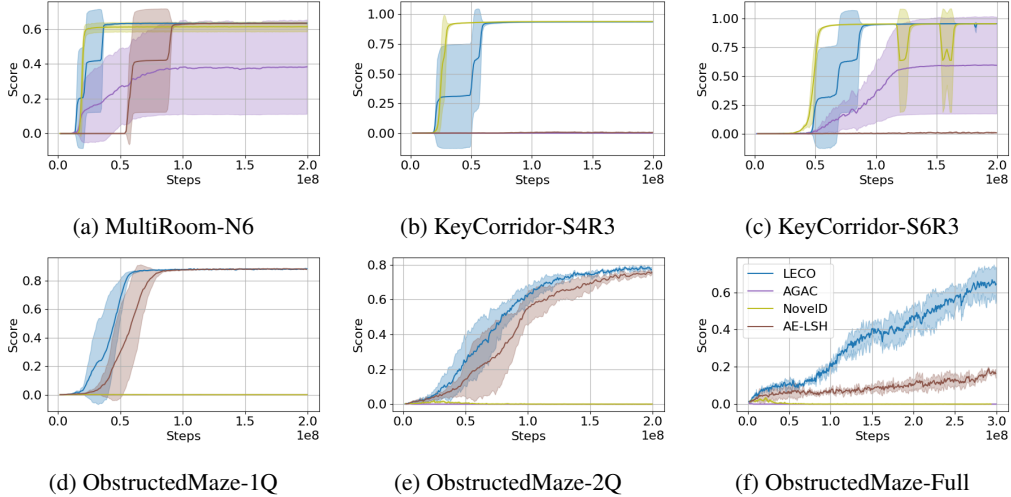 Score
0.6
0.4
0.2
0.0
0.0 0.5 1.0 1.5 2.0
Steps 1e8
(a) MultiRoom-N6
Score
1.00
0.75
0.50
0.25
0.00
0.0 0.5 1.0 1.5 2.0
Steps 1e8
(b) KeyCorridor-S4R3
Score
1.00
0.75
0.50
0.25
0.00
0.0 0.5 1.0 1.5 2.0
Steps 1e8
(c) KeyCorridor-S6R3
Score
0.8
0.6
0.4
0.2
0.0
0.0 0.5 1.0 1.5 2.0
Steps 1e8
(d) ObstructedMaze-1Q
Score
0.8
0.6
0.4
0.2
0.0
0.0 0.5 1.0 1.5 2.0
Steps 1e8
(e) ObstructedMaze-2Q
Score
0.8
0.6
0.4
0.2
0.0
LECO
AGAC
NovelD
AE-LSH
0.0 0.5 1.0 1.5 2.0 2.5 3.0
Steps 1e8
(f) ObstructedMaze-Full